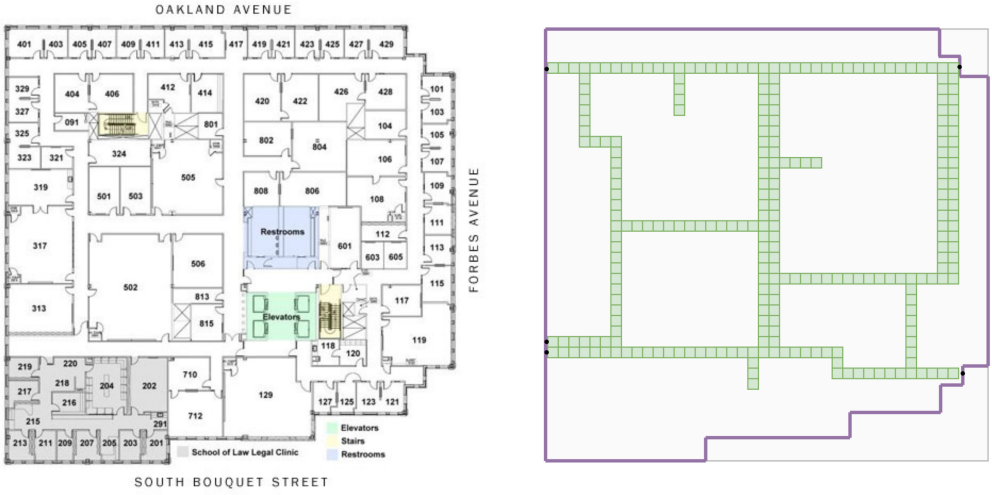 OAKLAND AVENUE
401 403 405 407 409 411 413 415 417 419 421 423 425 427 429
329 404 406 412 414 420 422 426 428 101
327 103
091 801 104
325 802 804 105
323 321 324 106 107
319 501 503 505 808 806 108 109
317 Restrooms 601 112 111
502 506 603 605 113
313 813 Elevators 117 115
815 118 120 119
219 220 710 129
217 218 204 202
216 712 127 125 123 121
215 291
213 211 209 207 205 203 201
FORBES AVENUE
Elevators
Stairs
School of Law Legal Clinic Restrooms
SOUTH BOUQUET STREET